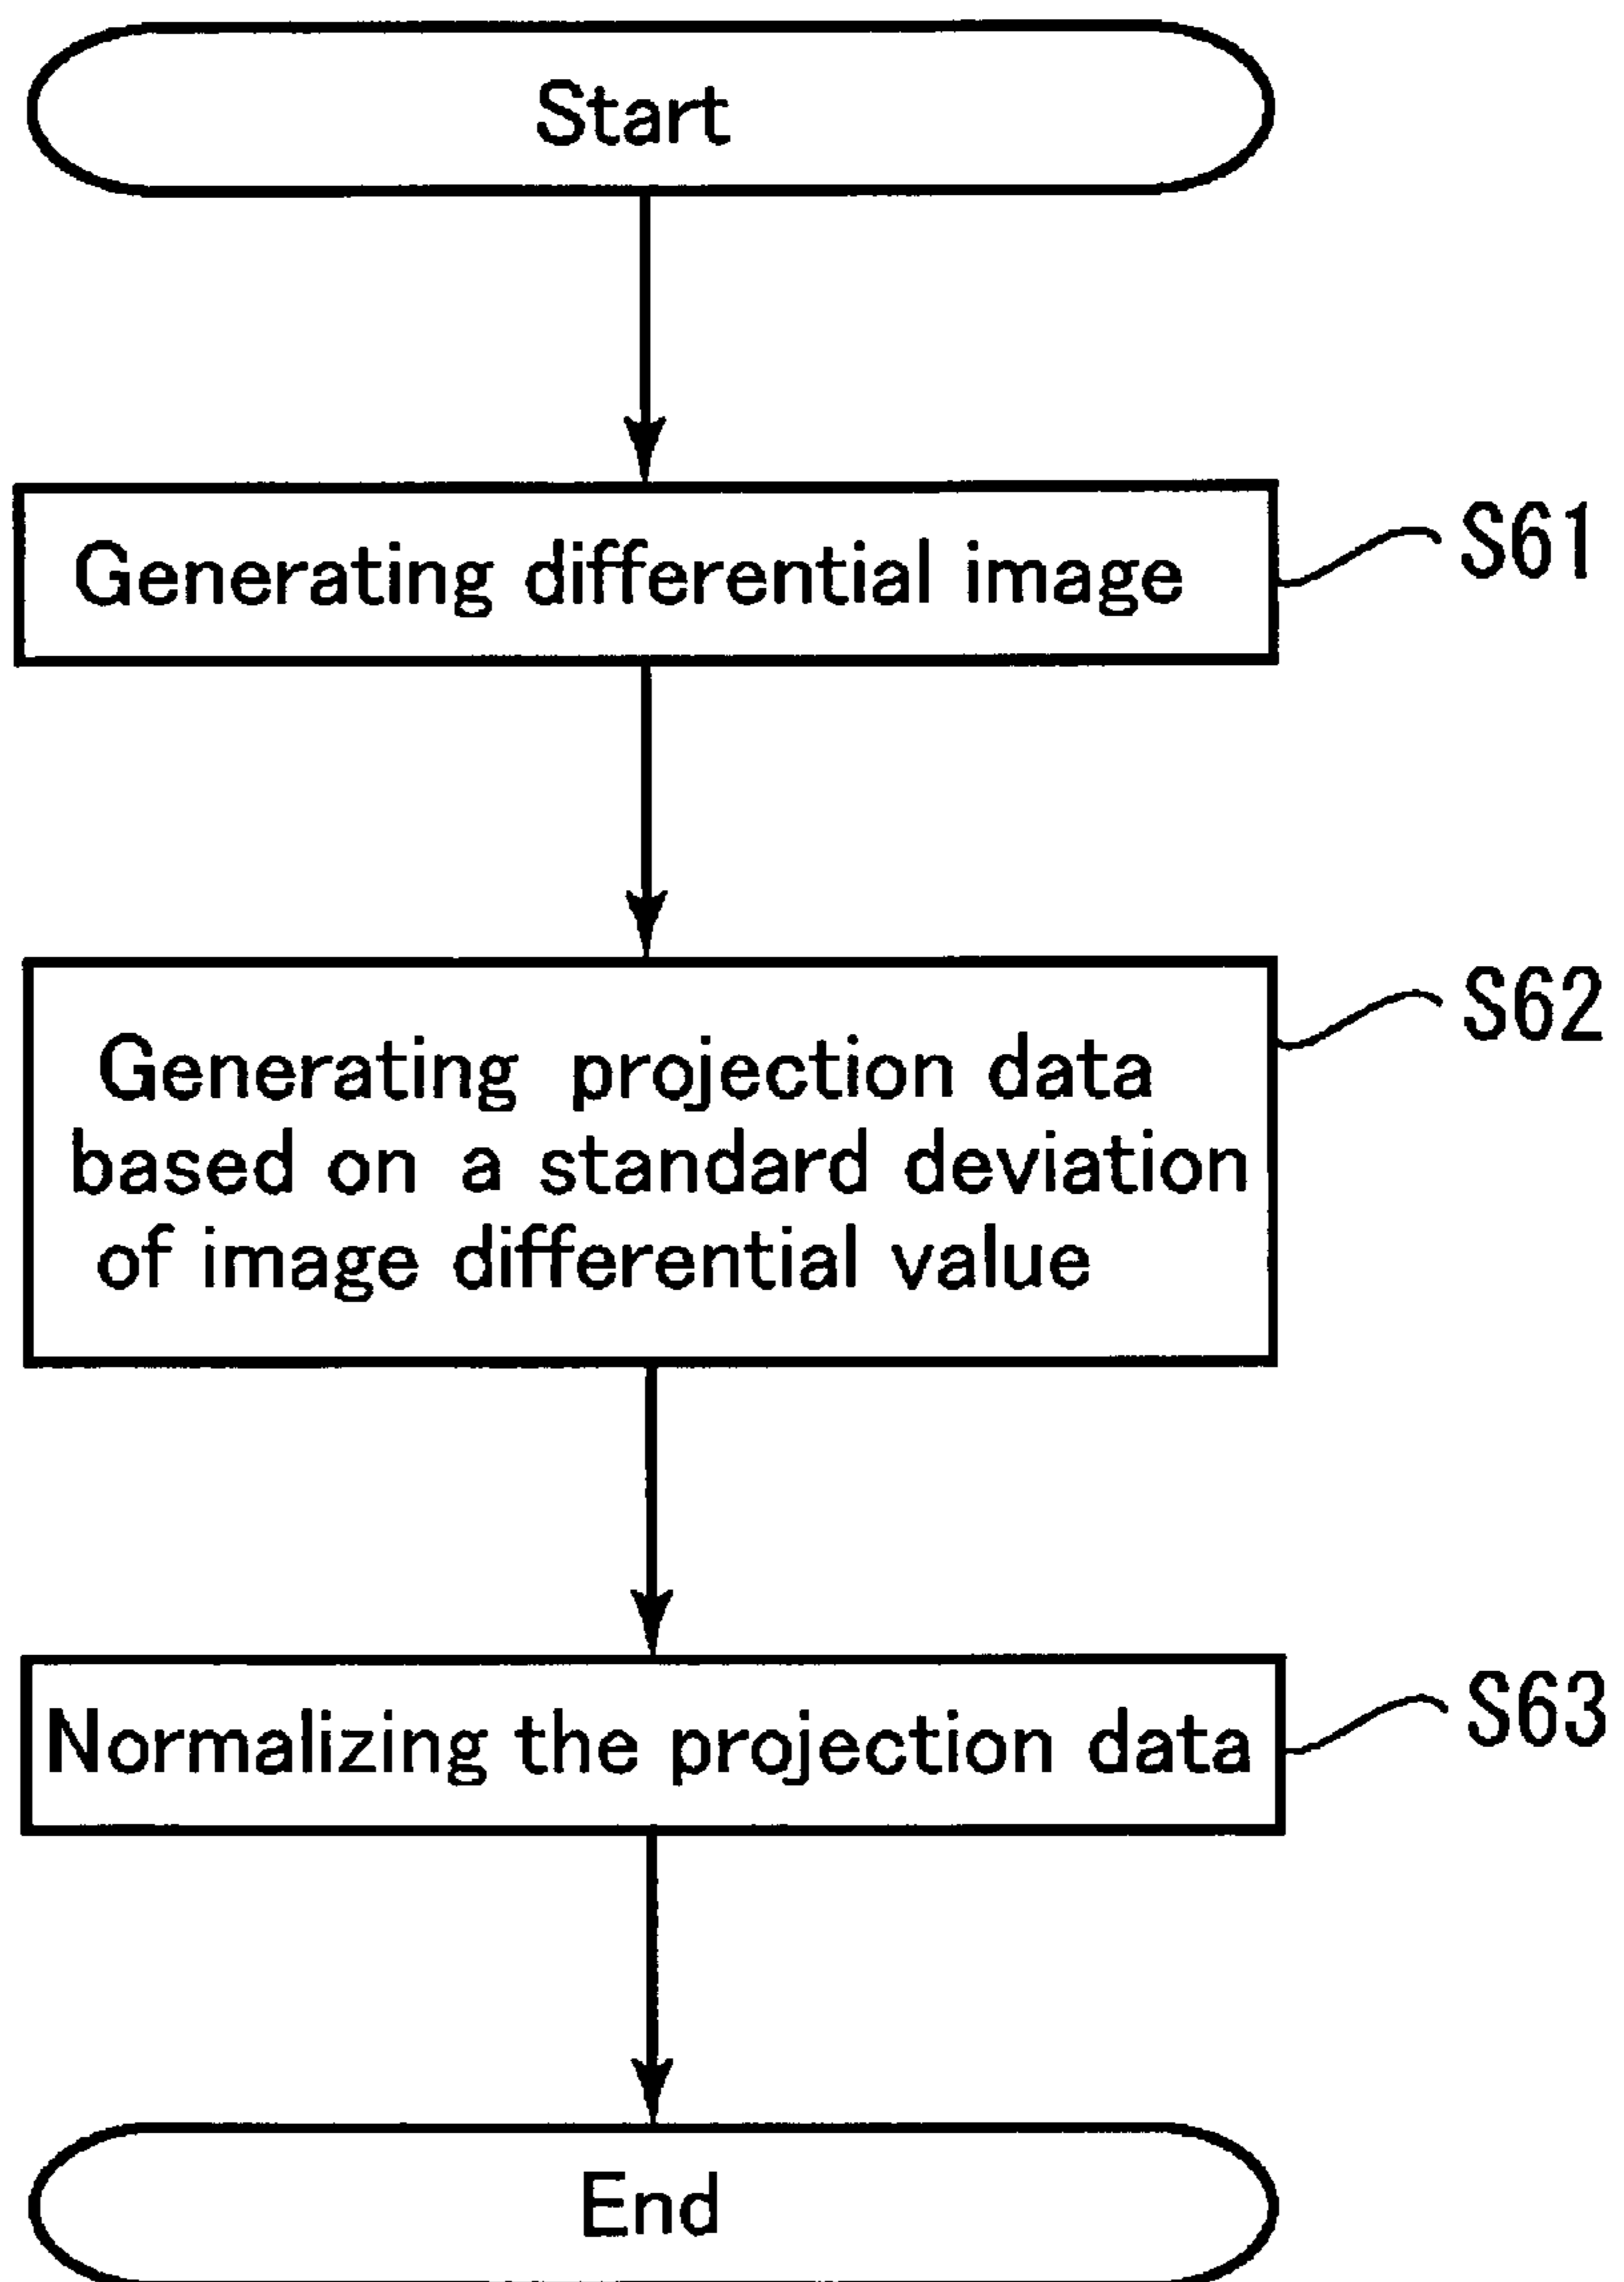 Start
Generating differential image
S61
Generating projection data
based on a standard deviation
of image differential value
S62
Normalizing the projection data
S63
End